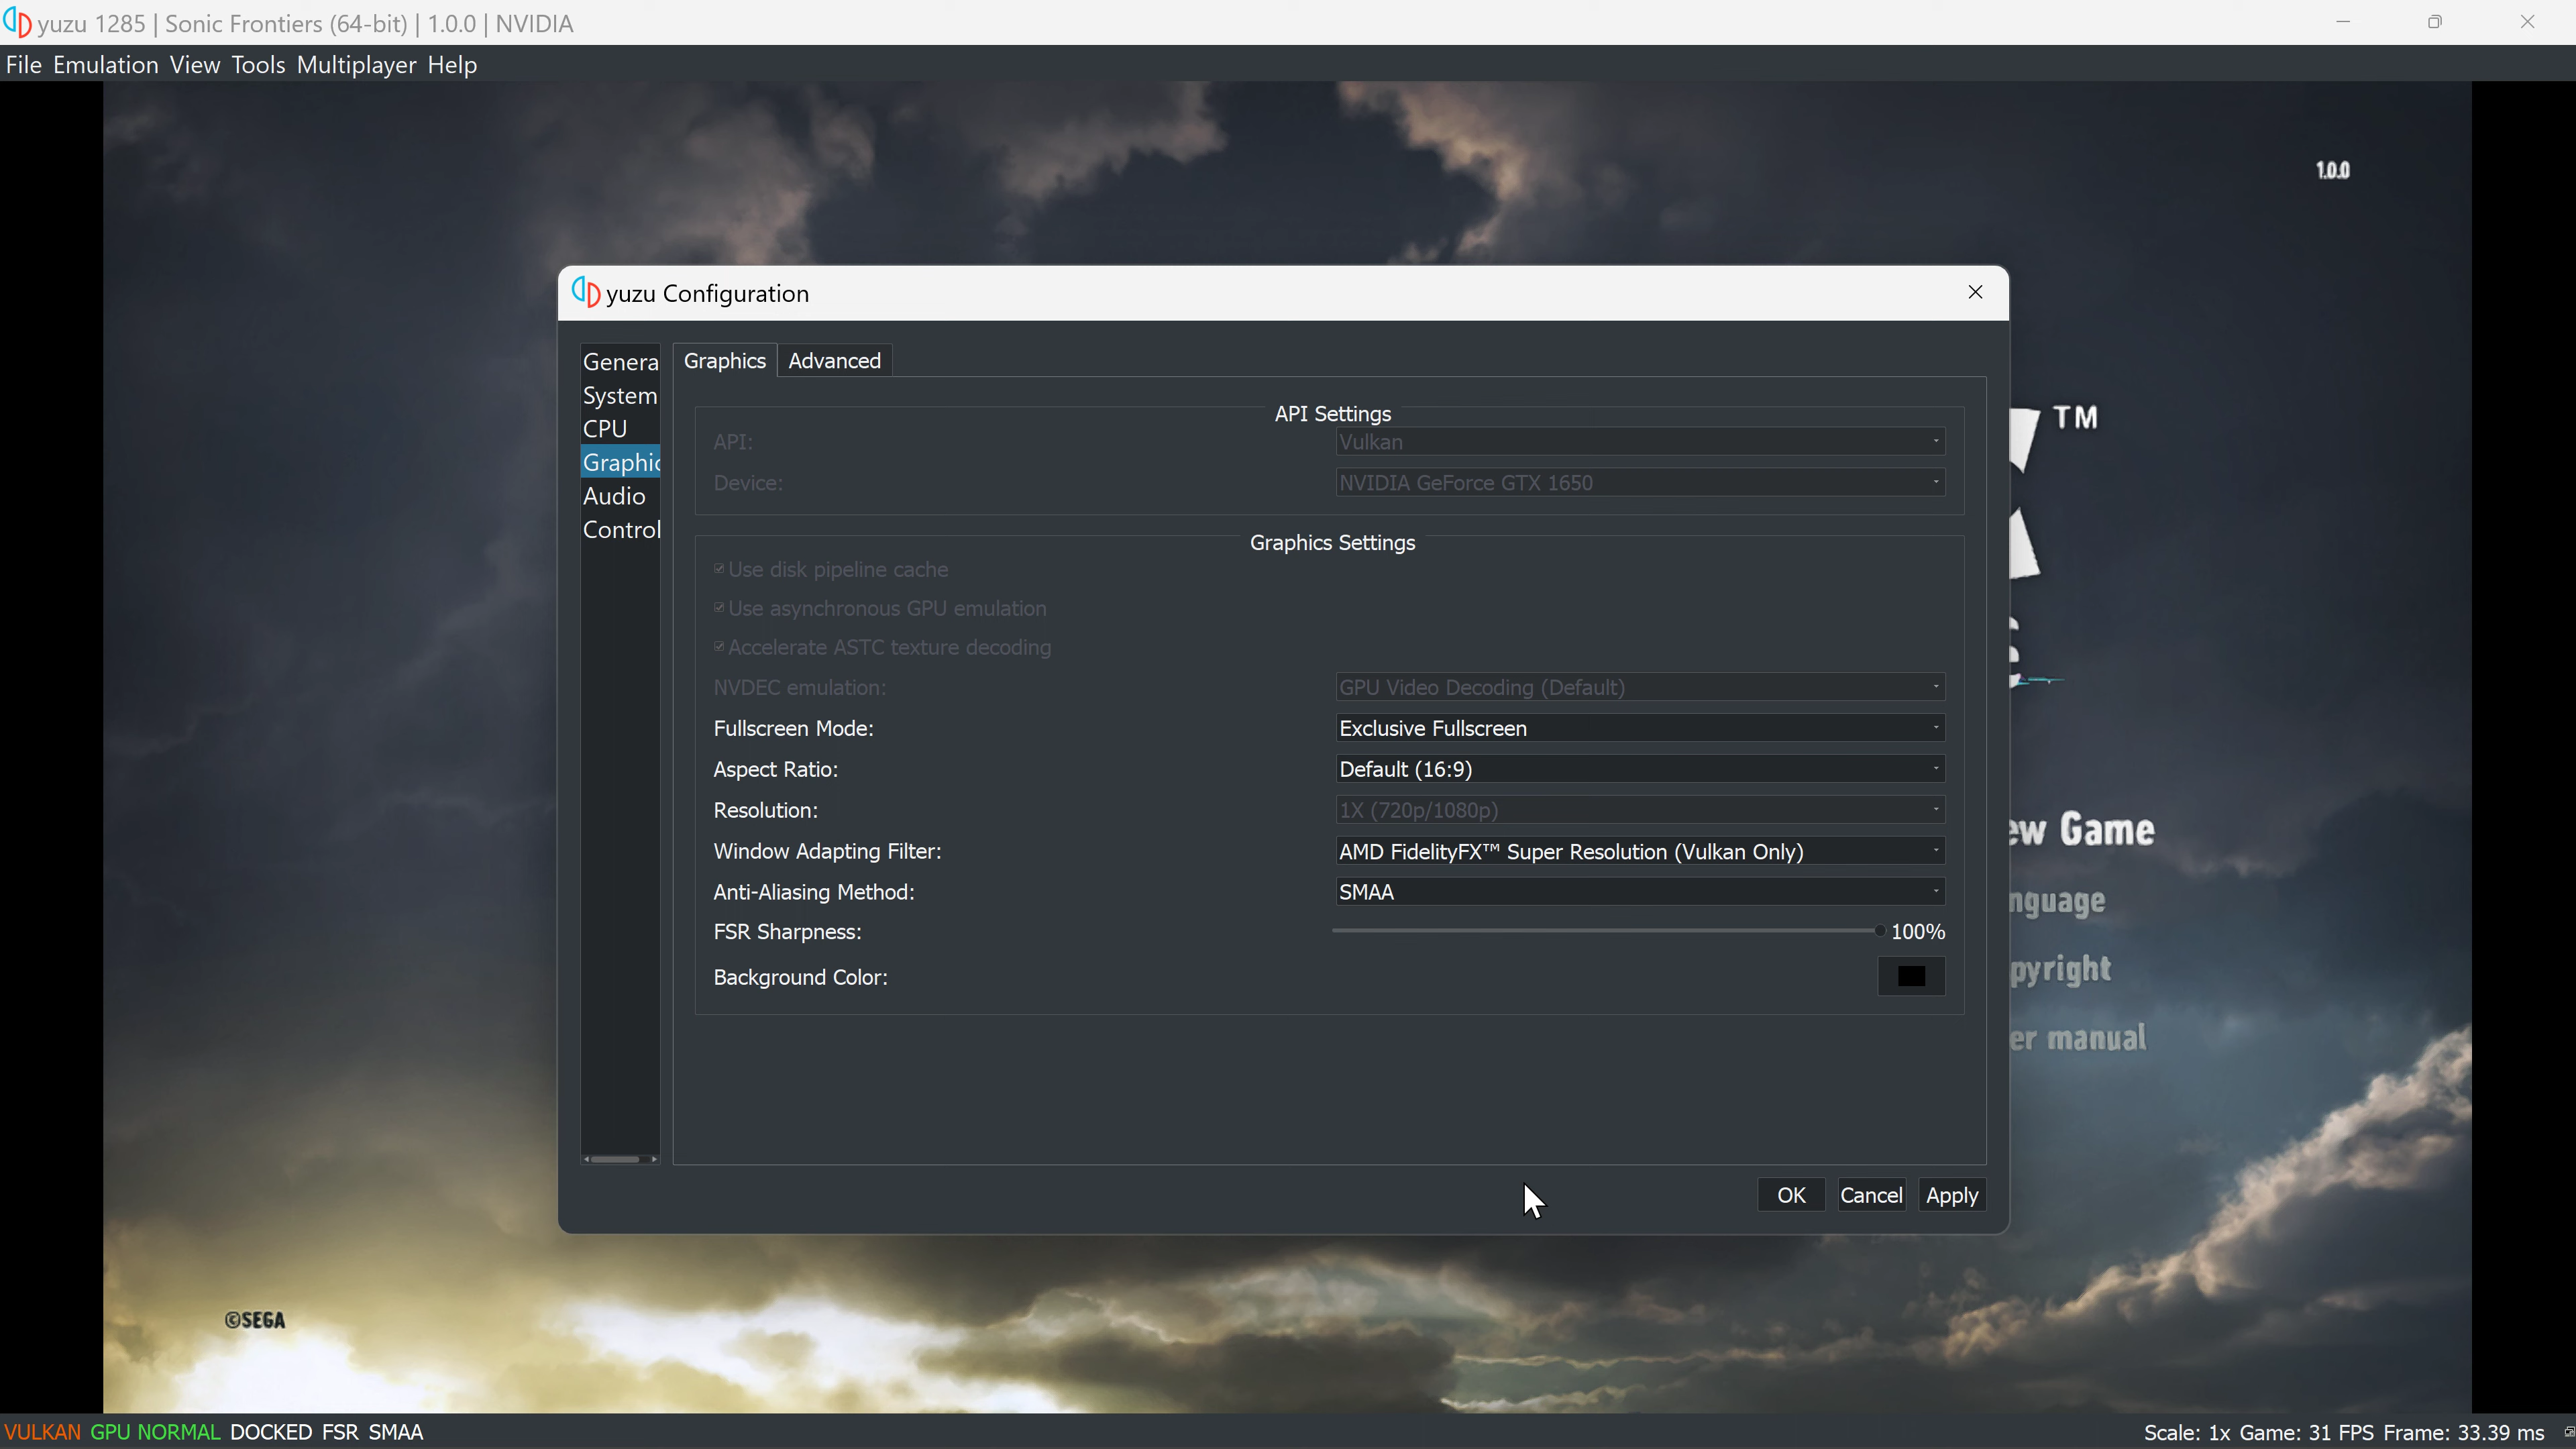 yuzu 1285 | Sonic Frontiers (64-bit) | 1.0.0 | NVIDIA
File Emulation View Tools Multiplayer Help
1.0.0
yuzu Configuration
Genera
System
CPU
Graphic
Audio
Control
Graphics Advanced
API Settings
API: Vulkan
Device: NVIDIA GeForce GTX 1650
TM
Graphics Settings
Use disk pipeline cache
Use asynchronous GPU emulation
Accelerate ASTC texture decoding
NVDEC emulation: GPU Video Decoding (Default)
Fullscreen Mode: Exclusive Fullscreen
Aspect Ratio: Default (16:9)
Resolution: 1X (720p/1080p)
Window Adapting Filter: AMD FidelityFX™ Super Resolution (Vulkan Only)
Anti-Aliasing Method: SMAA
FSR Sharpness: 100%
Background Color:
ew Game
nguage
pyright
er manual
OK Cancel Apply
©SEGA
VULKAN GPU NORMAL DOCKED FSR SMAA
Scale: 1x Game: 31 FPS Frame: 33.39 ms